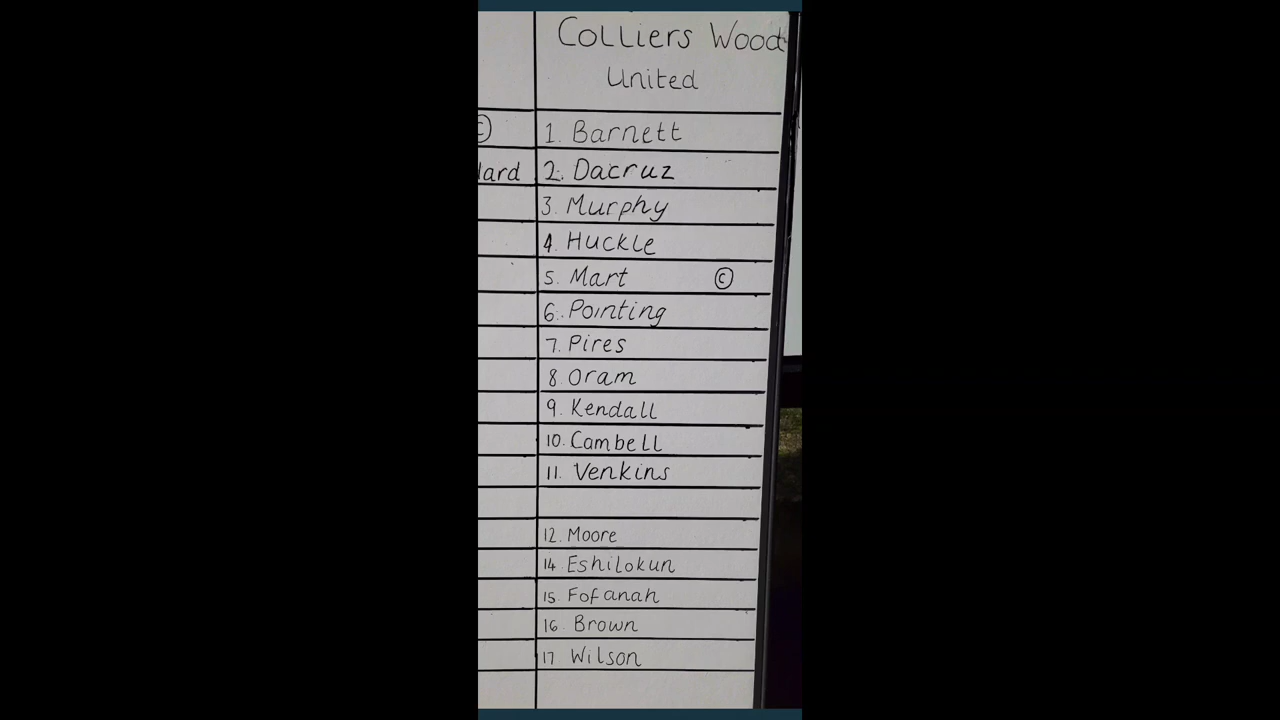 Colliers Wood
United
©
1. Barnett
lard
2. Dacruz
3. Murphy
4. Huckle
5. Mart ©
6. Pointing
7. Pires
8. Oram
9. Kendall
10. Cambell
11. Venkins
12. Moore
14 Eshilokun
15. Fofanah
16. Brown
17 Wilson